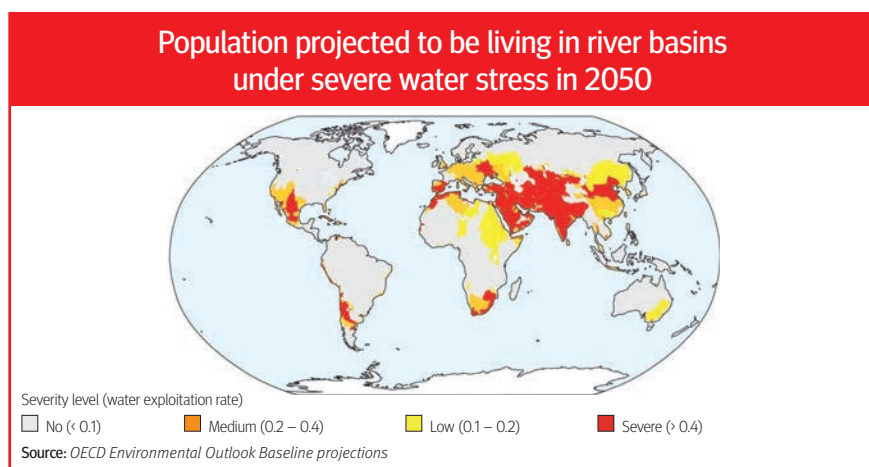 Population projected to be living in river basins
under severe water stress in 2050
Severity level (water exploitation rate)
No (< 0.1) Medium (0.2 – 0.4) Low (0.1 – 0.2) Severe (> 0.4)
Source: OECD Environmental Outlook Baseline projections